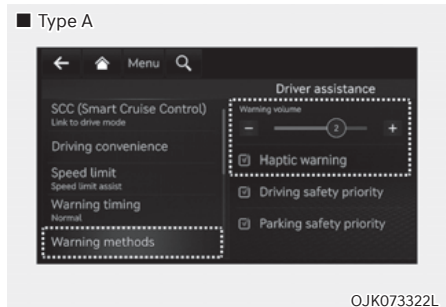 ■ Type A
Menu
Driver assistance
SCC (Smart Cruise Control)
Link to drive mode
Driving convenience
Speed limit
Speed limit assist
Warning timing
Normal
Warning methods
Warning volume
− 2 +
Haptic warning
Driving safety priority
Parking safety priority
OJK073322L